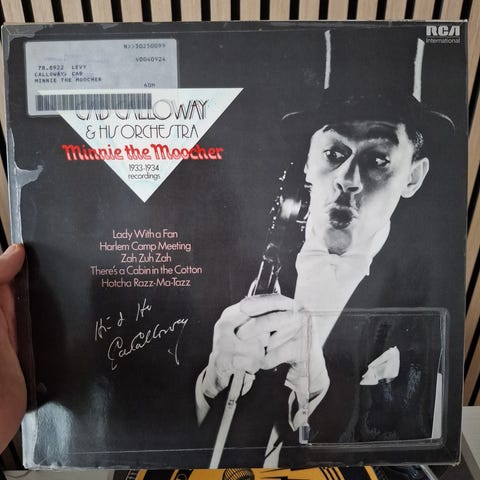 RCA
International
N>>30250099
V0040924
78.8922 LEVY
CALLOWAY, CAB
MINNIE THE MOOCHER
CAB CALLOWAY
& HIS ORCHESTRA
Minnie the Moocher
1933-1934
recordings
Lady With a Fan
Harlem Camp Meeting
Zah Zuh Zah
There's a Cabin in the Cotton
Hotcha Razz-Ma-Tazz
Cab Calloway